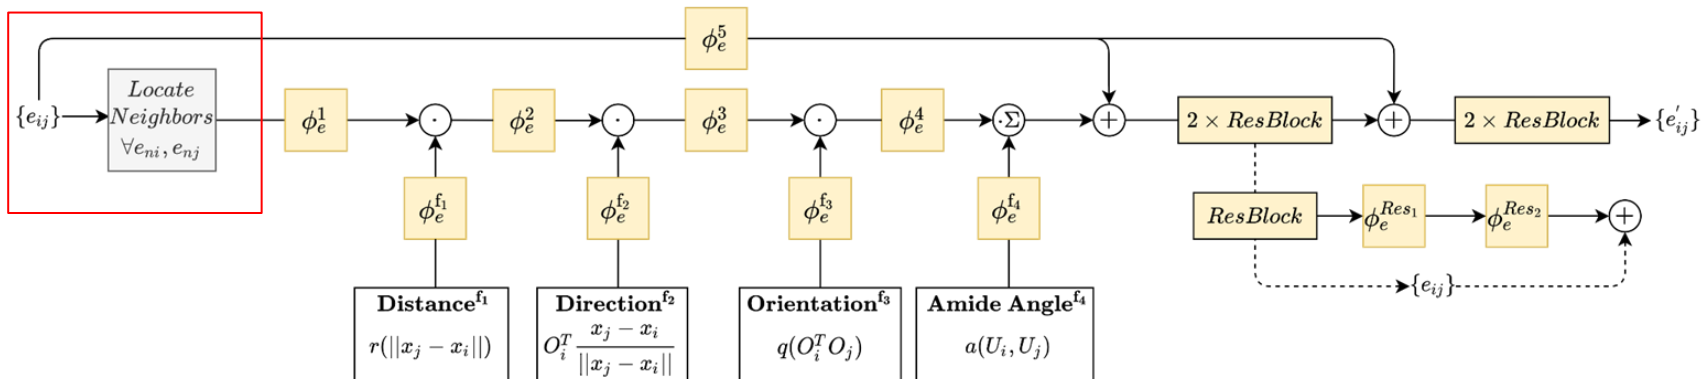 ϕ_e^5
{e_ij}
Locate
Neighbors
∀e_ni, e_nj
ϕ_e^1
·
ϕ_e^2
·
ϕ_e^3
·
ϕ_e^4
·Σ
+
2 × ResBlock
+
2 × ResBlock
{e'_ij}
ϕ_e^f₁
ϕ_e^f₂
ϕ_e^f₃
ϕ_e^f₄
ResBlock
ϕ_e^Res₁
ϕ_e^Res₂
+
{e_ij}
Distance^f₁
r(||x_j − x_i||)
Direction^f₂
O_i^T (x_j − x_i) / ||x_j − x_i||
Orientation^f₃
q(O_i^T O_j)
Amide Angle^f₄
a(U_i, U_j)